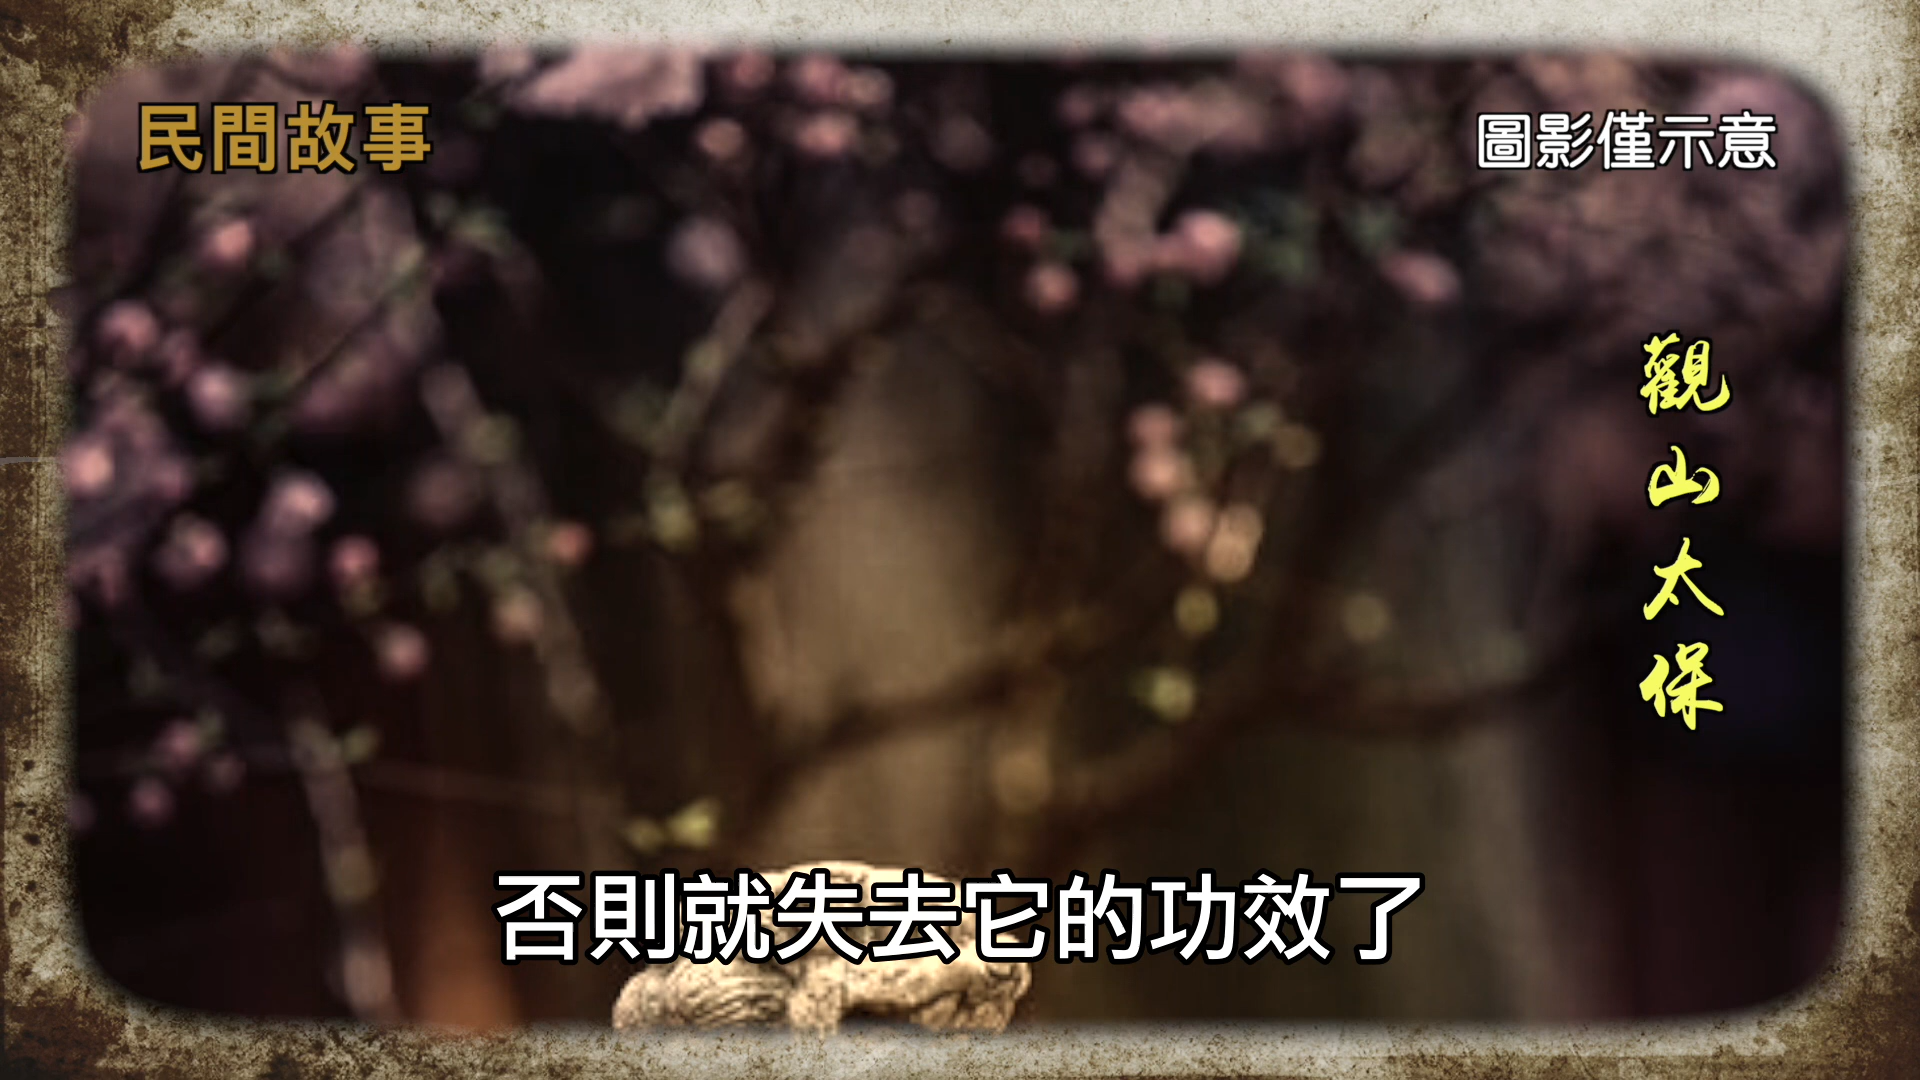 民間故事
圖影僅示意
觀山太保
否則就失去它的功效了